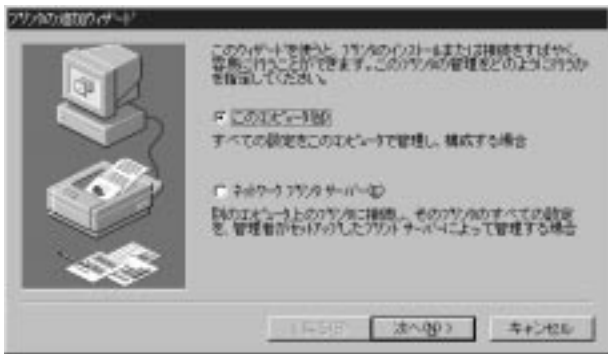 プリンタの追加ウィザード
このウィザードを使うと、プリンタのインストールまたは接続をすばやく、
容易に行うことができます。このプリンタの管理をどのように行うか
を指定してください。
このコンピュータ(M)
すべての設定をこのコンピュータで管理し、構成する場合
ネットワーク プリンタ サーバー(E)
別のコンピュータ上のプリンタに接続し、そのプリンタのすべての設定
を、管理者がセットアップしたプリント サーバーによって管理する場合
次へ(N) >
キャンセル